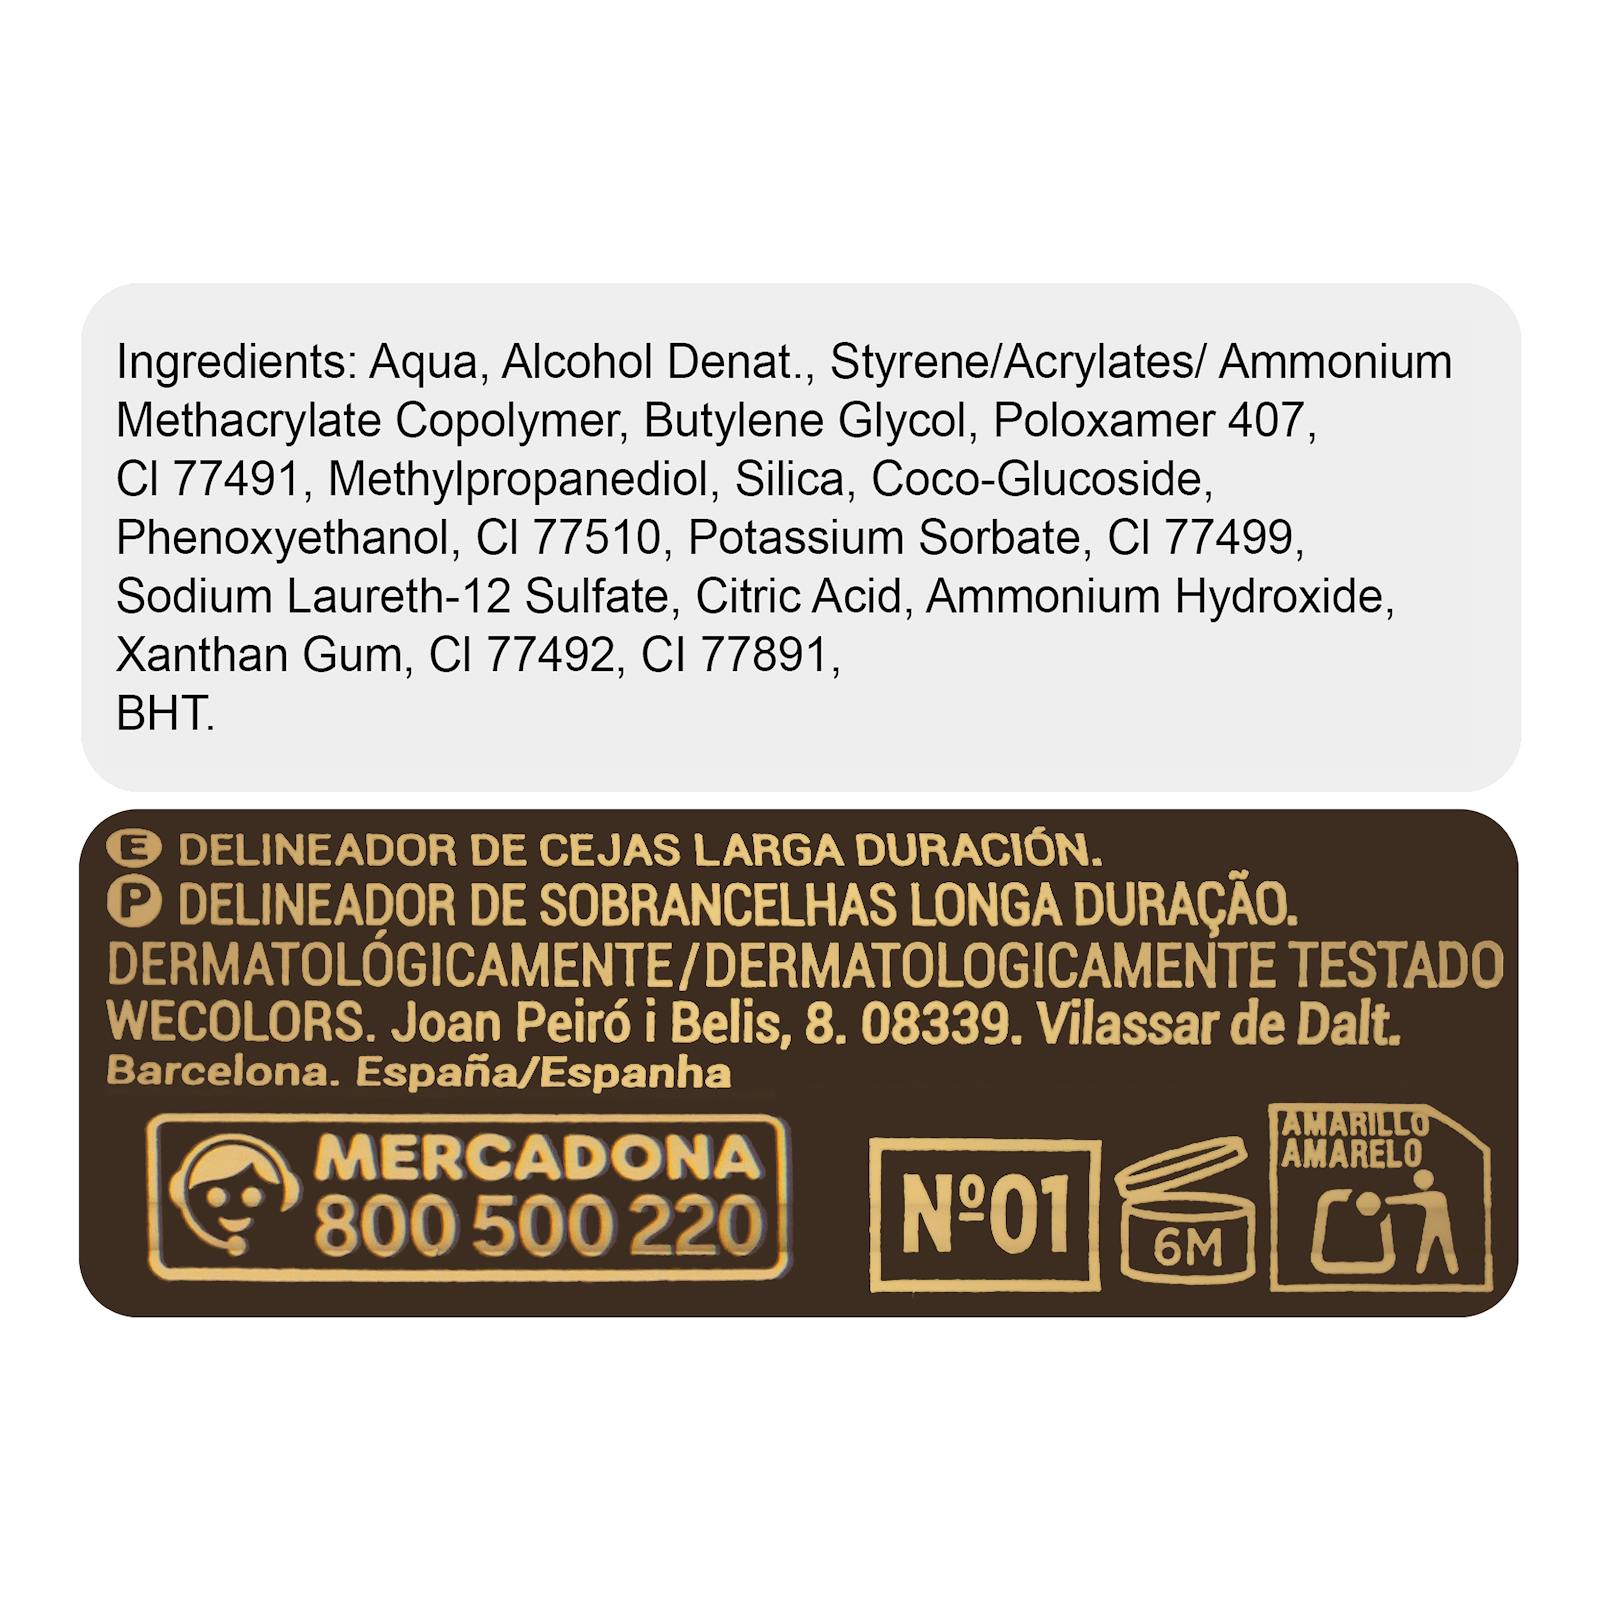 Ingredients: Aqua, Alcohol Denat., Styrene/Acrylates/ Ammonium
Methacrylate Copolymer, Butylene Glycol, Poloxamer 407,
CI 77491, Methylpropanediol, Silica, Coco-Glucoside,
Phenoxyethanol, CI 77510, Potassium Sorbate, CI 77499,
Sodium Laureth-12 Sulfate, Citric Acid, Ammonium Hydroxide,
Xanthan Gum, CI 77492, CI 77891,
BHT.
E DELINEADOR DE CEJAS LARGA DURACIÓN.
P DELINEADOR DE SOBRANCELHAS LONGA DURAÇÃO.
DERMATOLÓGICAMENTE/DERMATOLOGICAMENTE TESTADO
WECOLORS. Joan Peiró i Belis, 8. 08339. Vilassar de Dalt.
Barcelona. España/Espanha
MERCADONA
800 500 220
Nº01
6M
AMARILLO
AMARELO